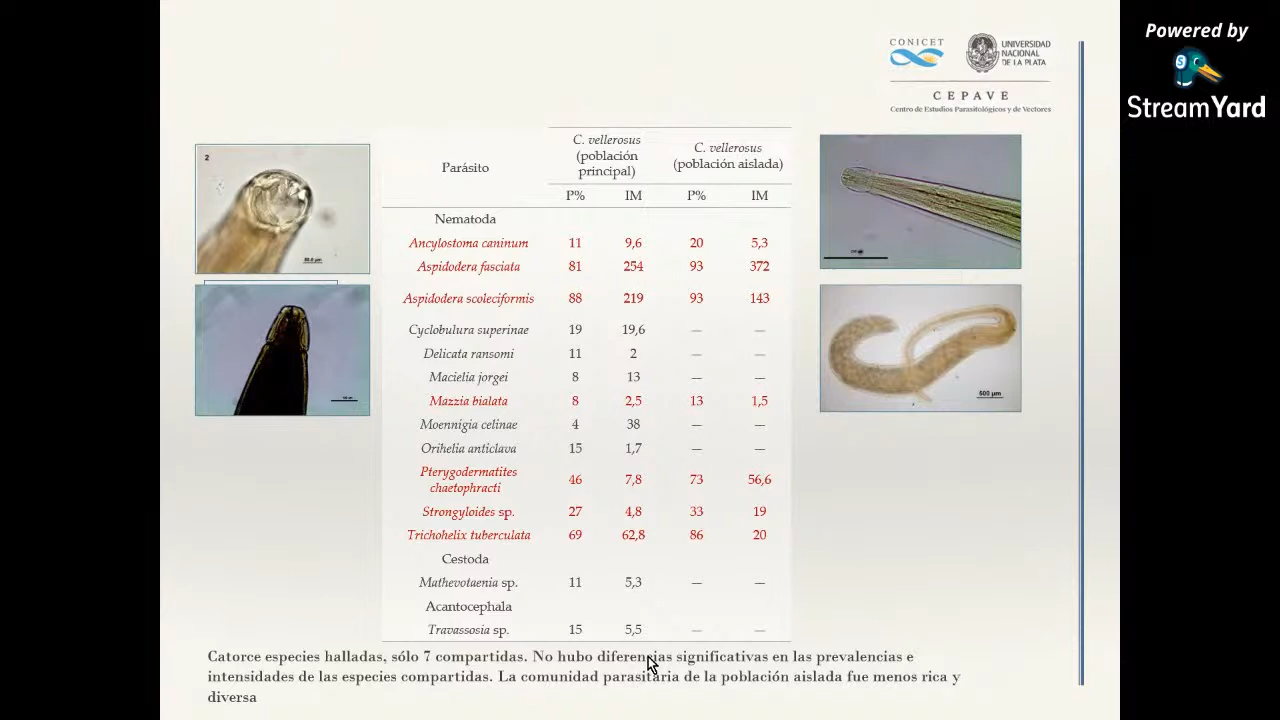 Powered by
StreamYard
CONICET
UNIVERSIDAD
NACIONAL
DE LA PLATA
CEPAVE
Centro de Estudios Parasitológicos y de Vectores
2
Parásito
C. vellerosus
(población
principal)
C. vellerosus
(población aislada)
P% IM P% IM
Nematoda
Ancylostoma caninum 11 9,6 20 5,3
Aspidodera fasciata 81 254 93 372
Aspidodera scoleciformis 88 219 93 143
Cyclobulura superinae 19 19,6 — —
Delicata ransomi 11 2 — —
Macielia jorgei 8 13 — —
Mazzia bialata 8 2,5 13 1,5
Moennigia celinae 4 38 — —
Orihelia anticlava 15 1,7 — —
Pterygodermatites
chaetophracti 46 7,8 73 56,6
Strongyloides sp. 27 4,8 33 19
Trichohelix tuberculata 69 62,8 86 20
Cestoda
Mathevotaenia sp. 11 5,3 — —
Acantocephala
Travassosia sp. 15 5,5 — —
500 µm
Catorce especies halladas, sólo 7 compartidas. No hubo diferencias significativas en las prevalencias e
intensidades de las especies compartidas. La comunidad parasitaria de la población aislada fue menos rica y
diversa